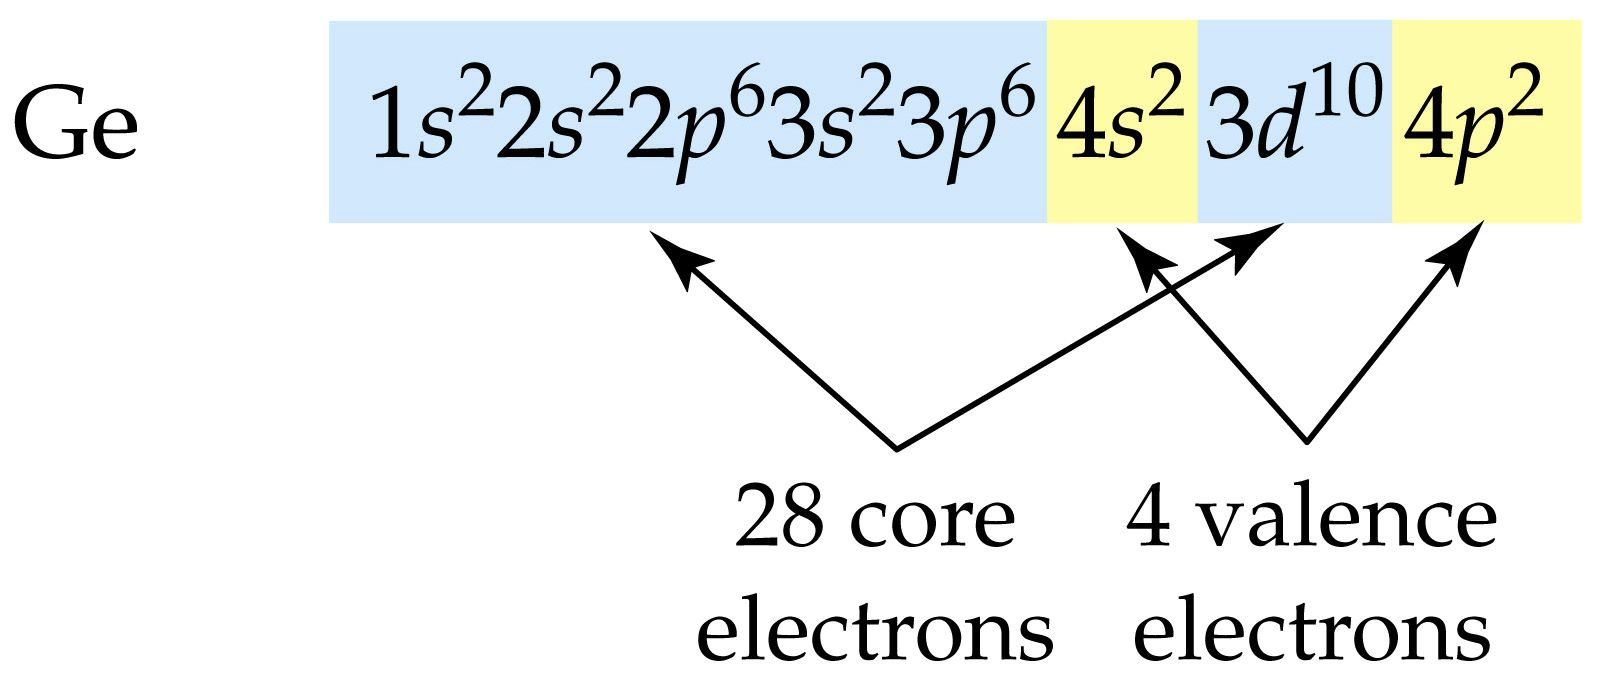 Ge 1s²2s²2p⁶3s²3p⁶ 4s² 3d¹⁰ 4p²
28 core electrons
4 valence electrons